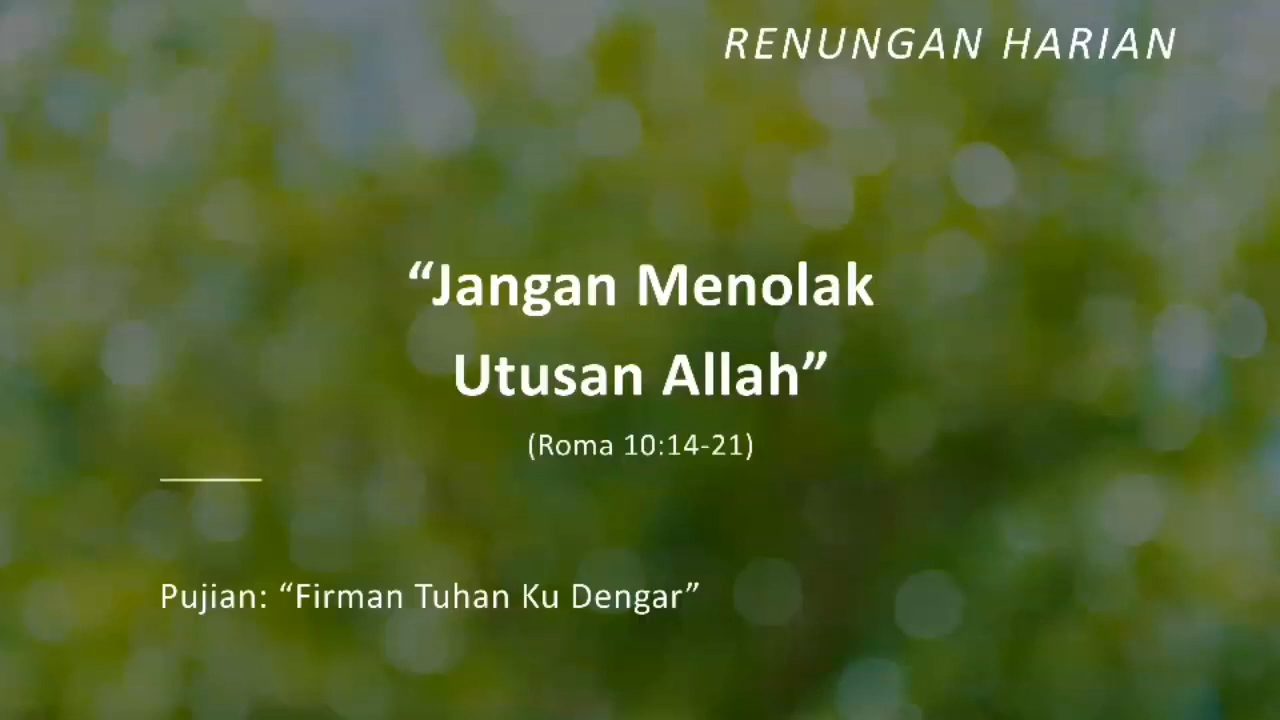 RENUNGAN HARIAN
“Jangan Menolak
Utusan Allah”
(Roma 10:14-21)
Pujian: “Firman Tuhan Ku Dengar”